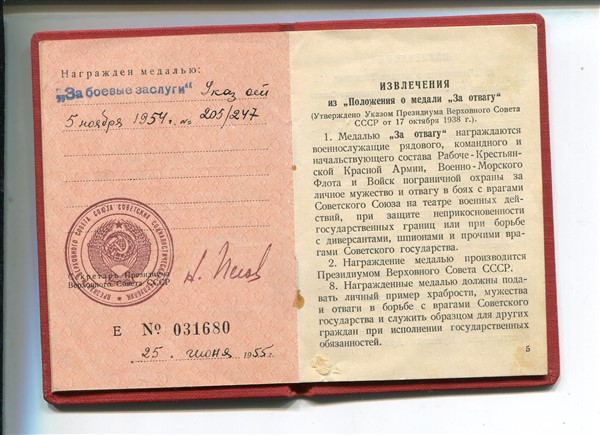 Награжден медалью:
„За боевые заслуги“ Указ от
5 ноября 1954 г. № 205/247
Секретарь Президиума
Верховного Совета СССР
Е № 031680
25 июня 1955 г.
ИЗВЛЕЧЕНИЯ
из „Положения о медали „За отвагу“
(Утверждено Указом Президиума Верховного Совета
СССР от 17 октября 1938 г.).
1. Медалью „За отвагу“ награждаются
военнослужащие рядового, командного и
начальствующего состава Рабоче-Крестьян-
ской Красной Армии, Военно-Морского
Флота и Войск пограничной охраны за
личное мужество и отвагу в боях с врагами
Советского Союза на театре военных дей-
ствий, при защите неприкосновенности
государственных границ или при борьбе
с диверсантами, шпионами и прочими вра-
гами Советского государства.
2. Награждение медалью производится
Президиумом Верховного Совета СССР.
8. Награжденные медалью должны пода-
вать личный пример храбрости, мужества
и отваги в борьбе с врагами Советского
государства и служить образцом для других
граждан при исполнении государственных
обязанностей.
5